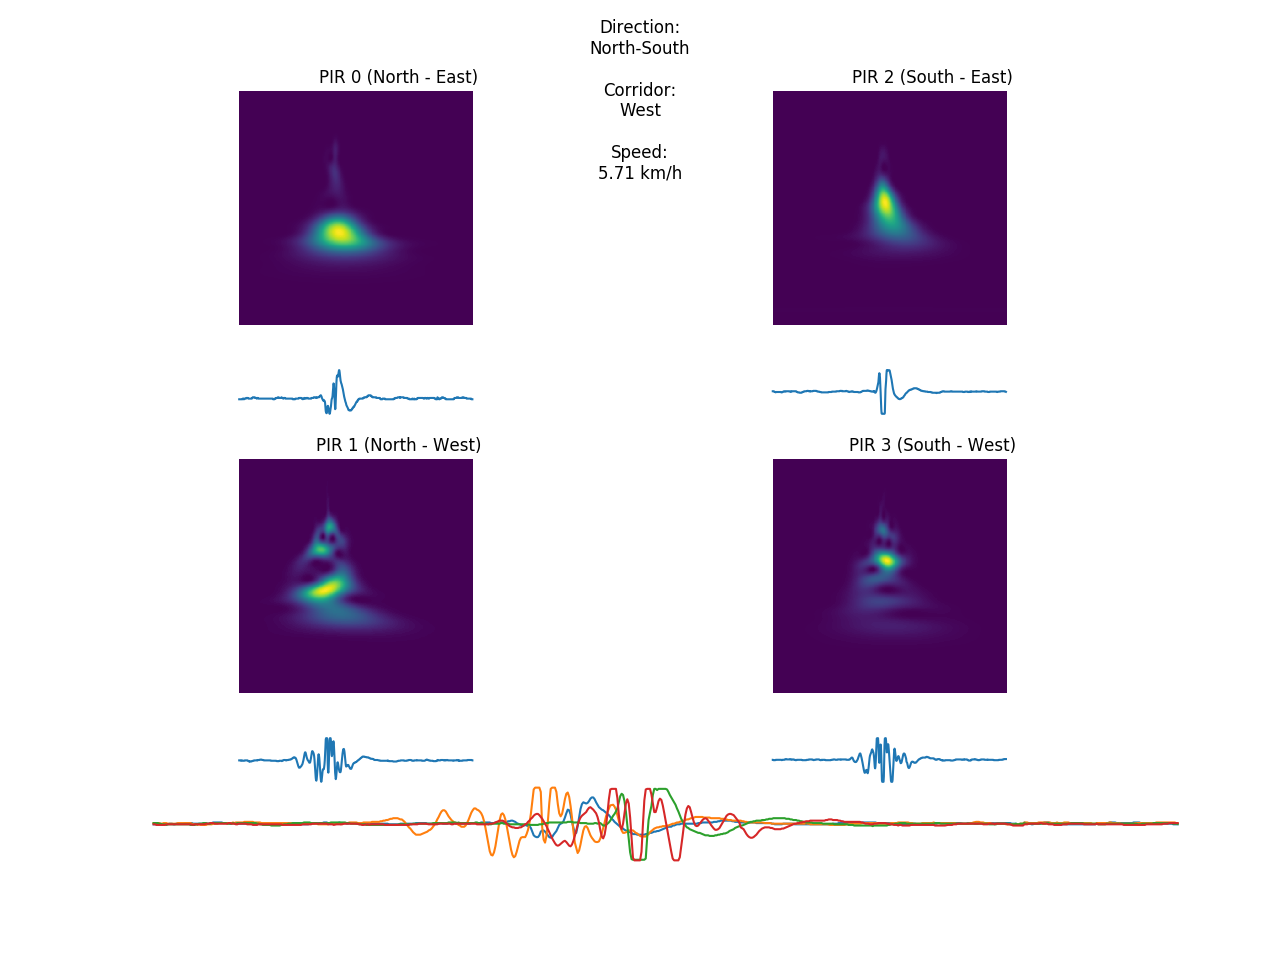 Direction:
North-South
Corridor:
West
Speed:
5.71 km/h
PIR 0 (North - East)
PIR 2 (South - East)
PIR 1 (North - West)
PIR 3 (South - West)